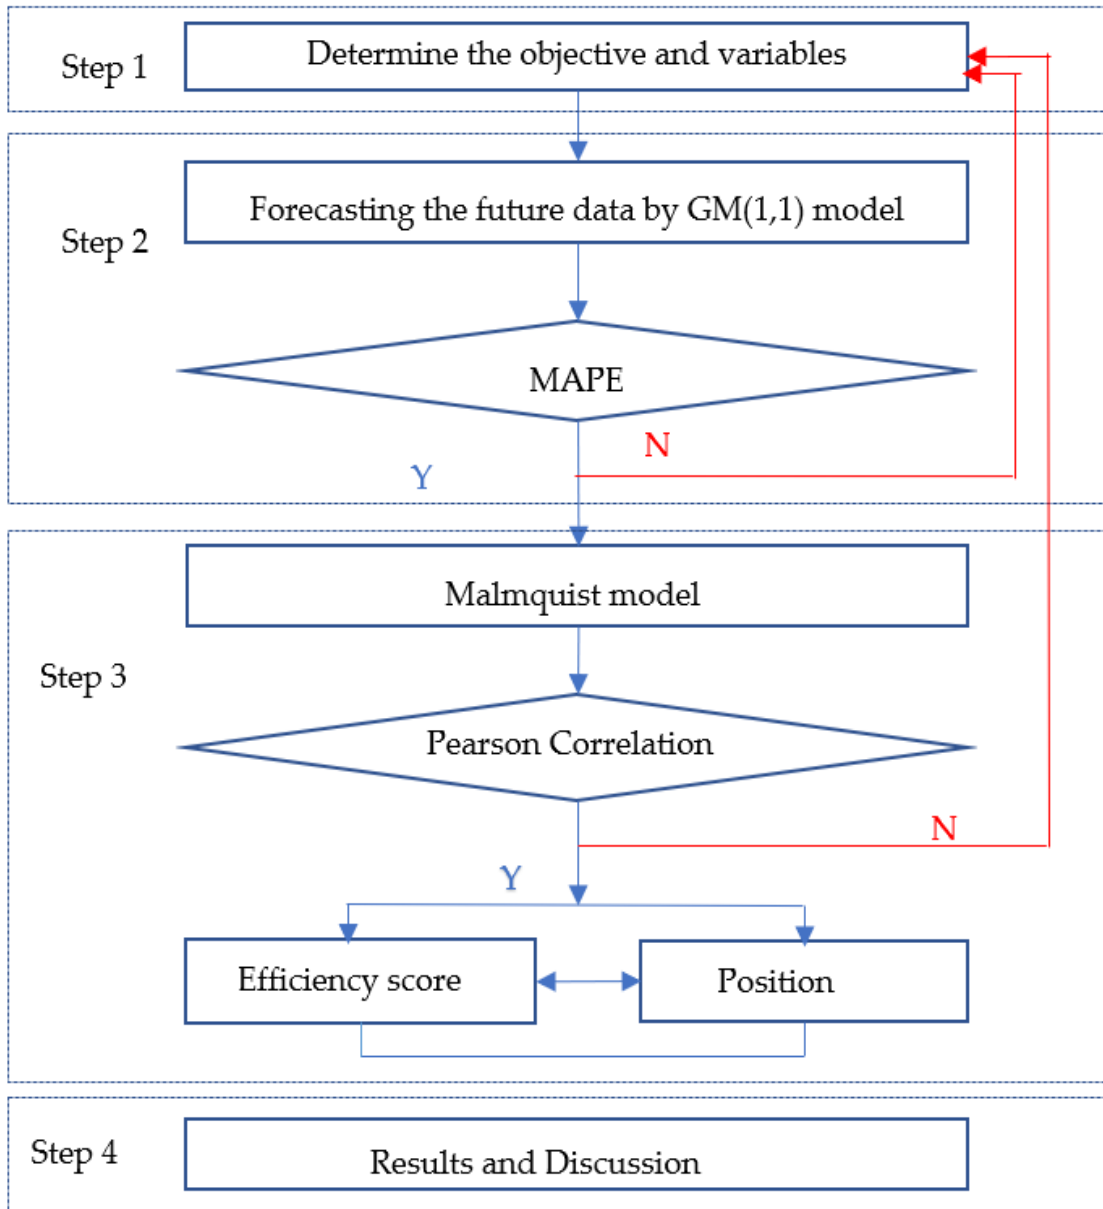 Step 1
Determine the objective and variables
Step 2
Forecasting the future data by GM(1,1) model
MAPE
N
Y
Malmquist model
Step 3
Pearson Correlation
N
Y
Efficiency score
Position
Step 4
Results and Discussion